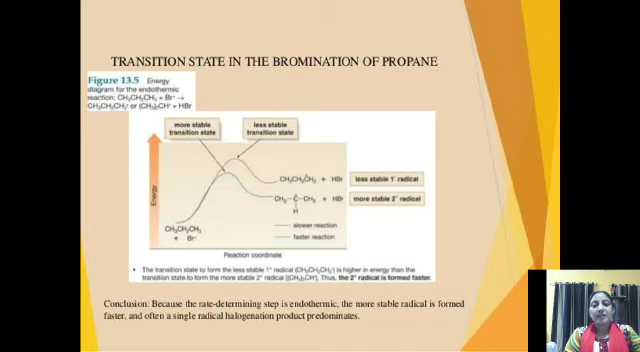 TRANSITION STATE IN THE BROMINATION OF PROPANE
Figure 13.5 Energy
diagram for the endothermic
reaction: CH₃CH₂CH₃ + Br• →
CH₃CH₂CH₂• or (CH₃)₂CH• + HBr
more stable
transition state
less stable
transition state
Energy
CH₃CH₂ĊH₂ + HBr
less stable 1° radical
CH₃–Ċ–CH₃ + HBr
more stable 2° radical
H
CH₃CH₂CH₃
+ Br•
slower reaction
faster reaction
Reaction coordinate
• The transition state to form the less stable 1° radical (CH₃CH₂CH₂•) is higher in energy than the
transition state to form the more stable 2° radical [(CH₃)₂CH•]. Thus, the 2° radical is formed faster.
Conclusion: Because the rate-determining step is endothermic, the more stable radical is formed
faster, and often a single radical halogenation product predominates.